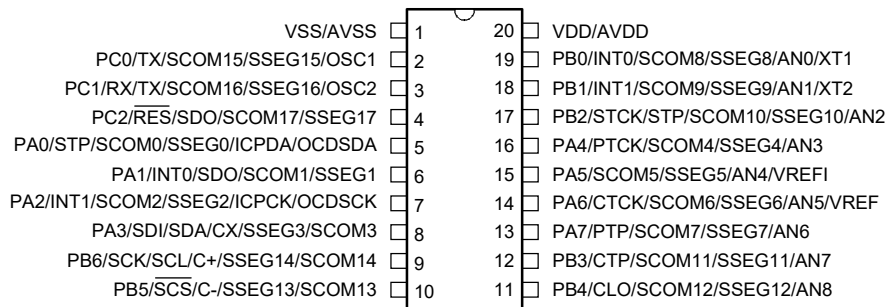 VSS/AVSS 1 20 VDD/AVDD
PC0/TX/SCOM15/SSEG15/OSC1 2 19 PB0/INT0/SCOM8/SSEG8/AN0/XT1
PC1/RX/TX/SCOM16/SSEG16/OSC2 3 18 PB1/INT1/SCOM9/SSEG9/AN1/XT2
PC2/RES/SDO/SCOM17/SSEG17 4 17 PB2/STCK/STP/SCOM10/SSEG10/AN2
PA0/STP/SCOM0/SSEG0/ICPDA/OCDSDA 5 16 PA4/PTCK/SCOM4/SSEG4/AN3
PA1/INT0/SDO/SCOM1/SSEG1 6 15 PA5/SCOM5/SSEG5/AN4/VREFI
PA2/INT1/SCOM2/SSEG2/ICPCK/OCDSCK 7 14 PA6/CTCK/SCOM6/SSEG6/AN5/VREF
PA3/SDI/SDA/CX/SSEG3/SCOM3 8 13 PA7/PTP/SCOM7/SSEG7/AN6
PB6/SCK/SCL/C+/SSEG14/SCOM14 9 12 PB3/CTP/SCOM11/SSEG11/AN7
PB5/SCS/C-/SSEG13/SCOM13 10 11 PB4/CLO/SCOM12/SSEG12/AN8